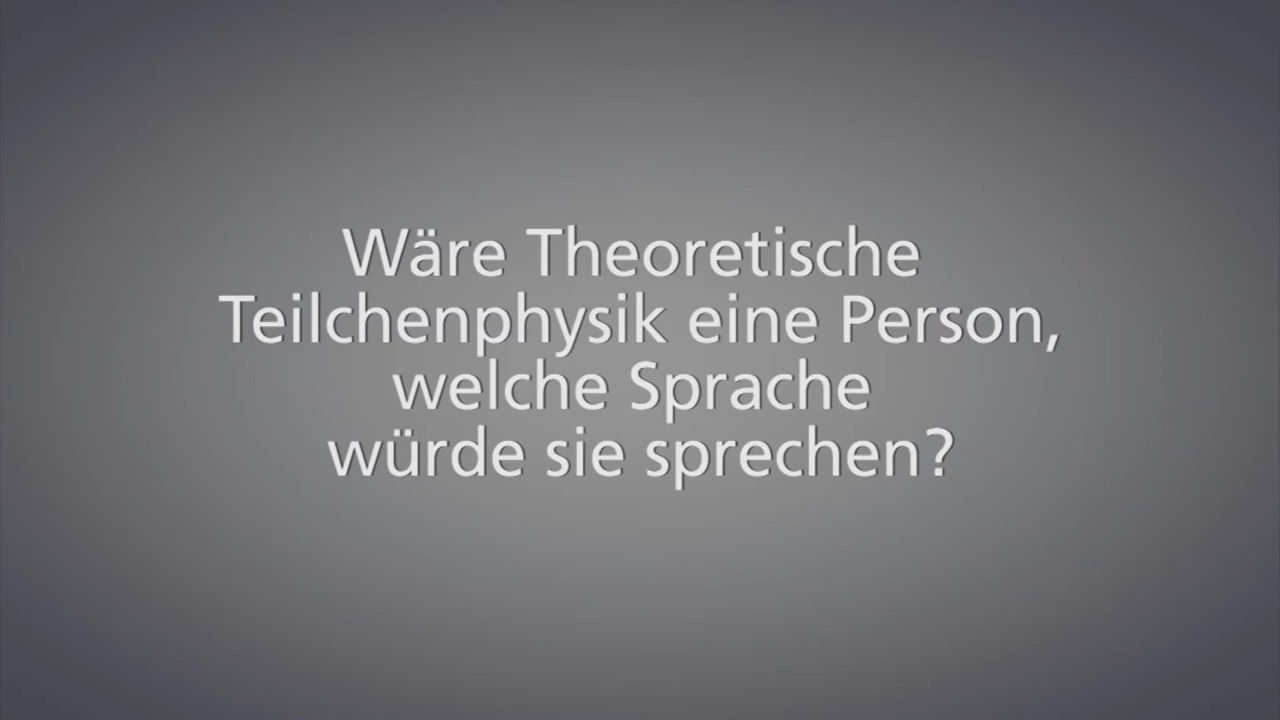 Wäre Theoretische
Teilchenphysik eine Person,
welche Sprache
würde sie sprechen?